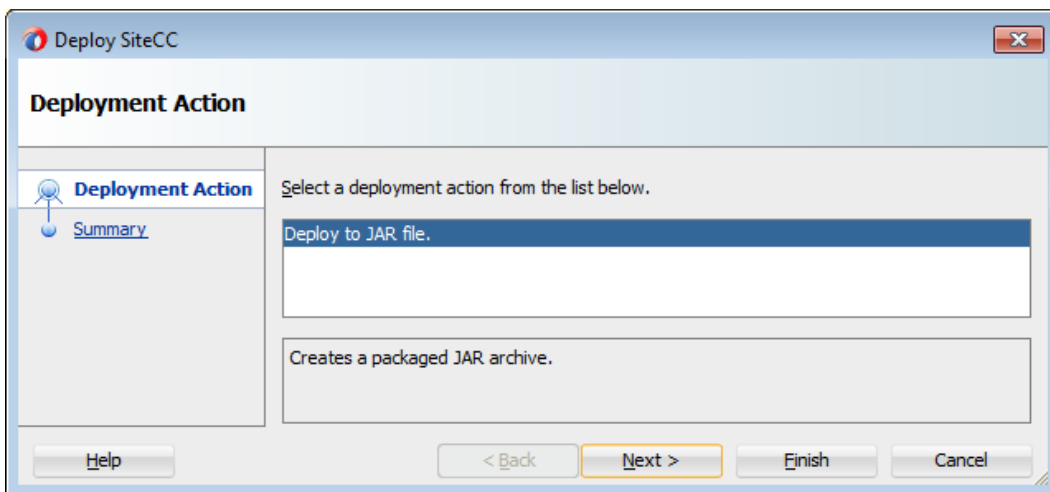 Deploy SiteCC
Deployment Action
Deployment Action
Summary
Select a deployment action from the list below.
Deploy to JAR file.
Creates a packaged JAR archive.
Help
< Back
Next >
Finish
Cancel